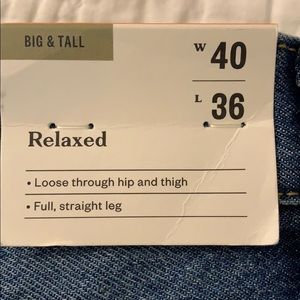 BIG & TALL
W 40
L 36
Relaxed
• Loose through hip and thigh
• Full, straight leg